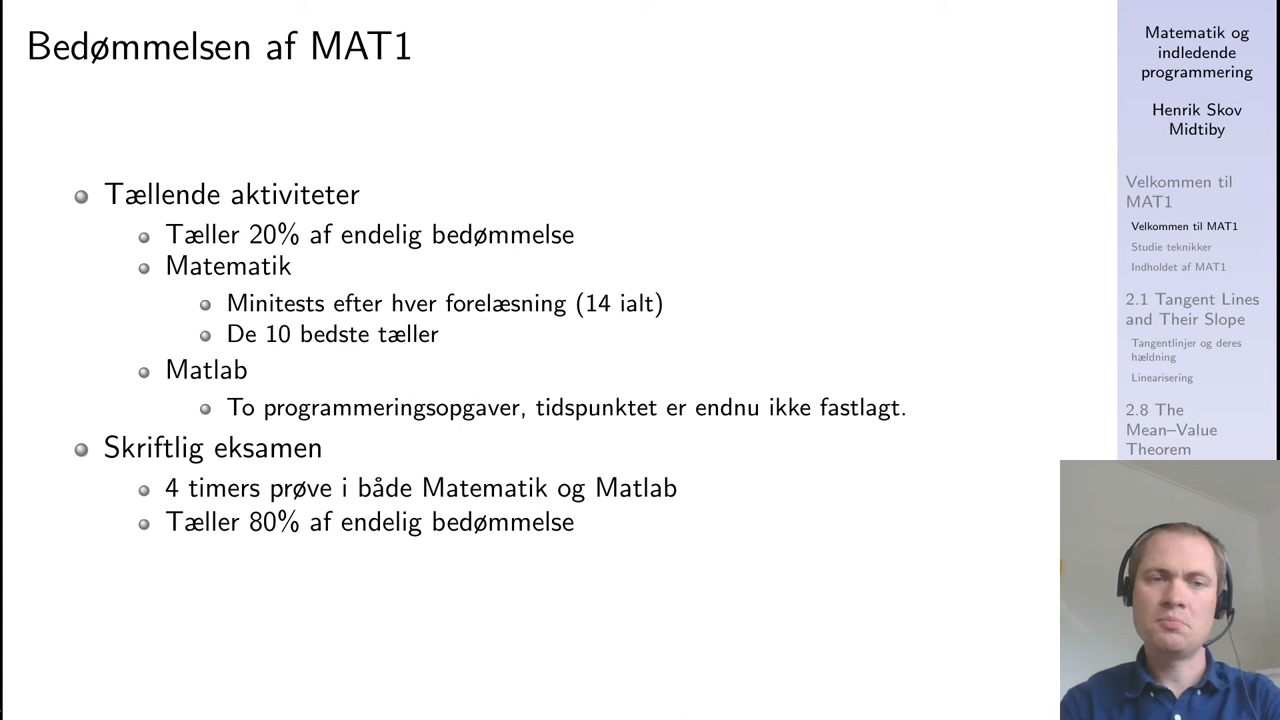 Bedømmelsen af MAT1
Tællende aktiviteter
Tæller 20% af endelig bedømmelse
Matematik
Minitests efter hver forelæsning (14 ialt)
De 10 bedste tæller
Matlab
To programmeringsopgaver, tidspunktet er endnu ikke fastlagt.
Skriftlig eksamen
4 timers prøve i både Matematik og Matlab
Tæller 80% af endelig bedømmelse
Matematik og
indledende
programmering
Henrik Skov
Midtiby
Velkommen til
MAT1
Velkommen til MAT1
Studie teknikker
Indholdet af MAT1
2.1 Tangent Lines
and Their Slope
Tangentlinjer og deres
hældning
Linearisering
2.8 The
Mean–Value
Theorem